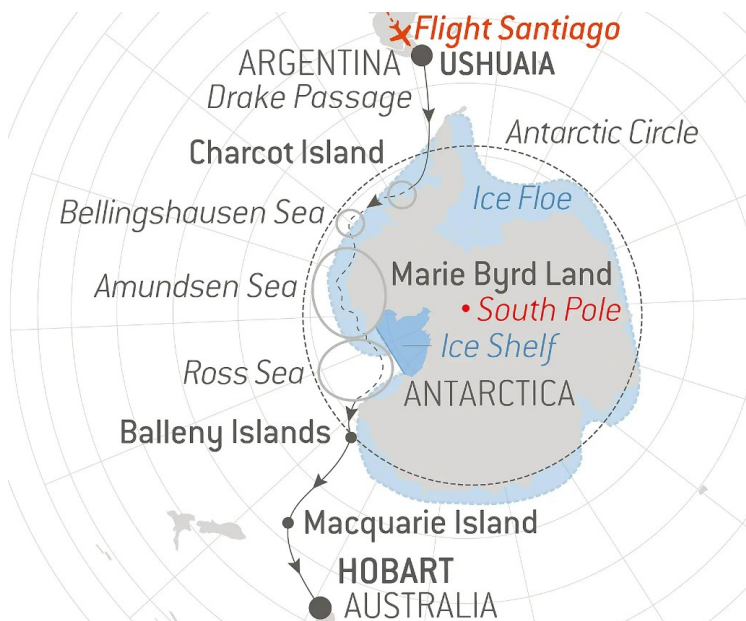 Flight Santiago
ARGENTINA
USHUAIA
Drake Passage
Antarctic Circle
Charcot Island
Ice Floe
Bellingshausen Sea
Marie Byrd Land
Amundsen Sea
South Pole
Ice Shelf
Ross Sea
ANTARCTICA
Balleny Islands
Macquarie Island
HOBART
AUSTRALIA